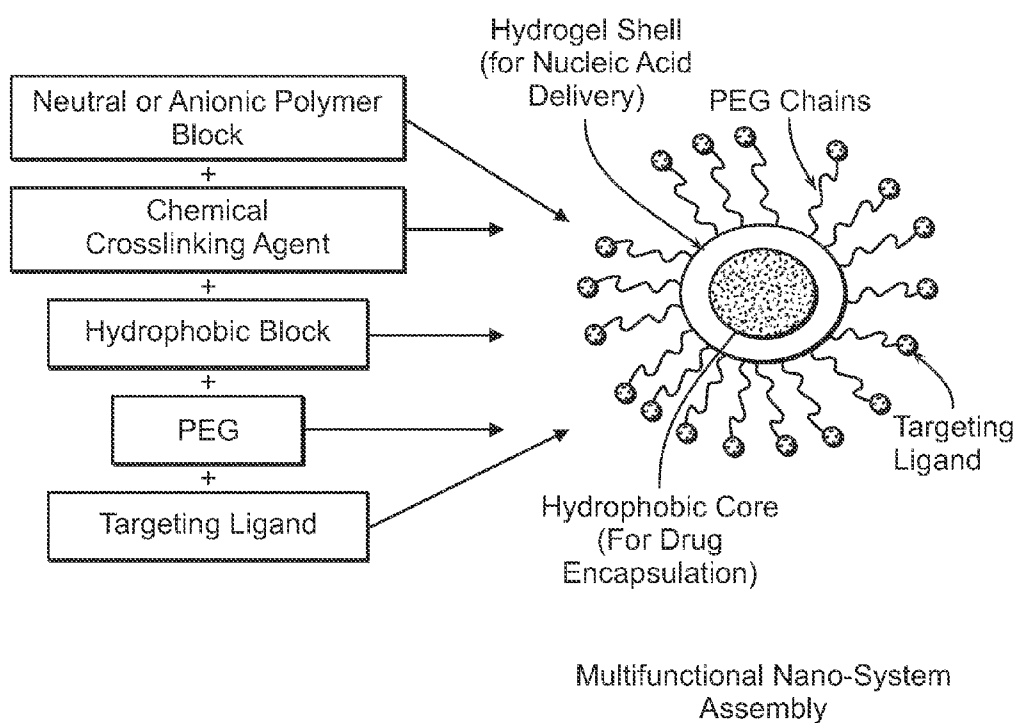 Neutral or Anionic Polymer
Block
+
Chemical
Crosslinking Agent
+
Hydrophobic Block
+
PEG
+
Targeting Ligand
Hydrogel Shell
(for Nucleic Acid
Delivery)
PEG Chains
Targeting
Ligand
Hydrophobic Core
(For Drug
Encapsulation)
Multifunctional Nano-System
Assembly